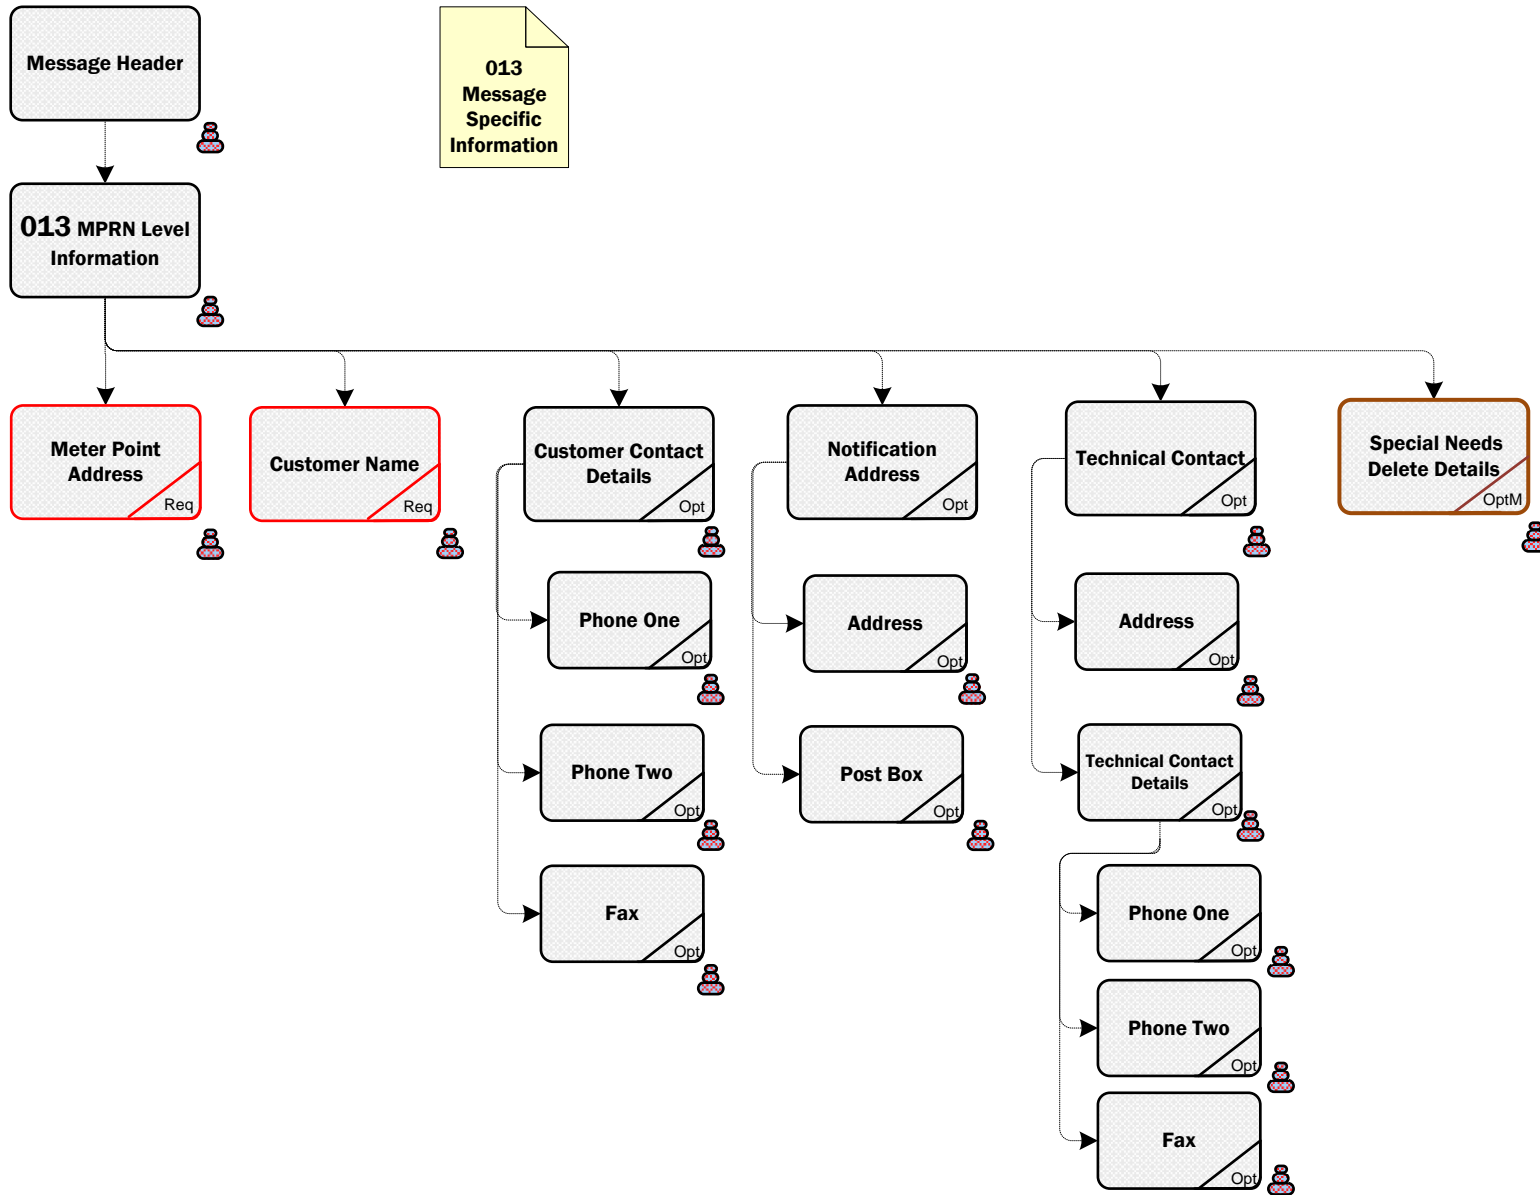 Message Header
013
Message
Specific
Information
013 MPRN Level
Information
Meter Point
Address
Req
Customer Name
Req
Customer Contact
Details
Opt
Notification
Address
Opt
Technical Contact
Opt
Special Needs
Delete Details
OptM
Phone One
Opt
Address
Opt
Address
Opt
Phone Two
Opt
Post Box
Opt
Technical Contact
Details
Opt
Fax
Opt
Phone One
Opt
Phone Two
Opt
Fax
Opt